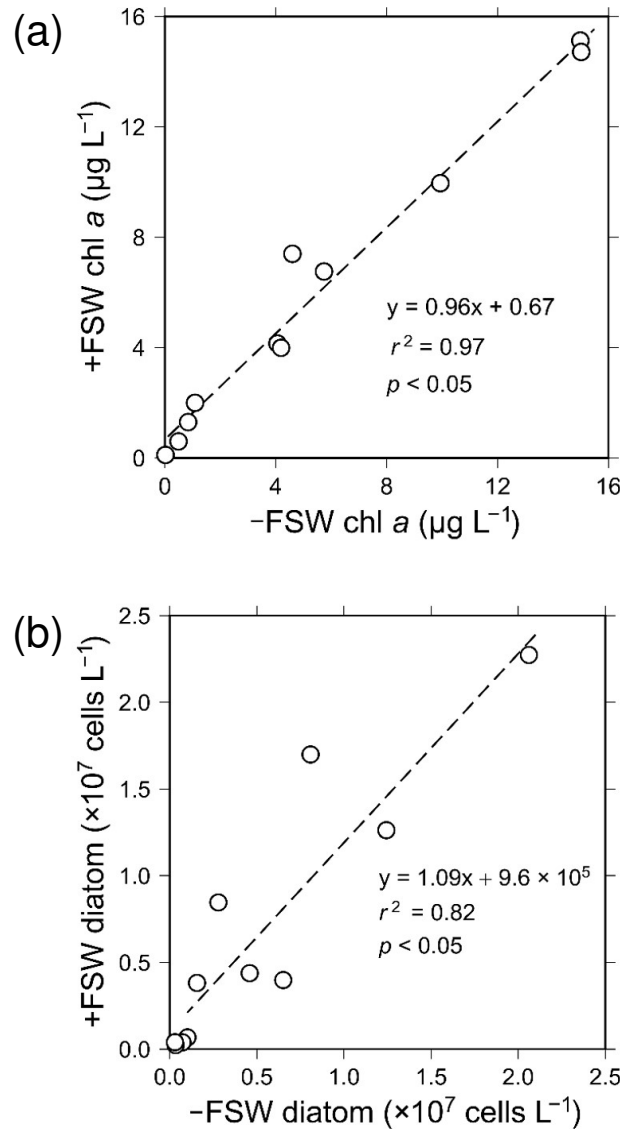 (a)
16
12
8
4
0
+FSW chl a (µg L⁻¹)
y = 0.96x + 0.67
r² = 0.97
p < 0.05
0 4 8 12 16
−FSW chl a (µg L⁻¹)
(b)
2.5
2.0
1.5
1.0
0.5
0.0
+FSW diatom (×10⁷ cells L⁻¹)
y = 1.09x + 9.6 × 10⁵
r² = 0.82
p < 0.05
0.0 0.5 1.0 1.5 2.0 2.5
−FSW diatom (×10⁷ cells L⁻¹)